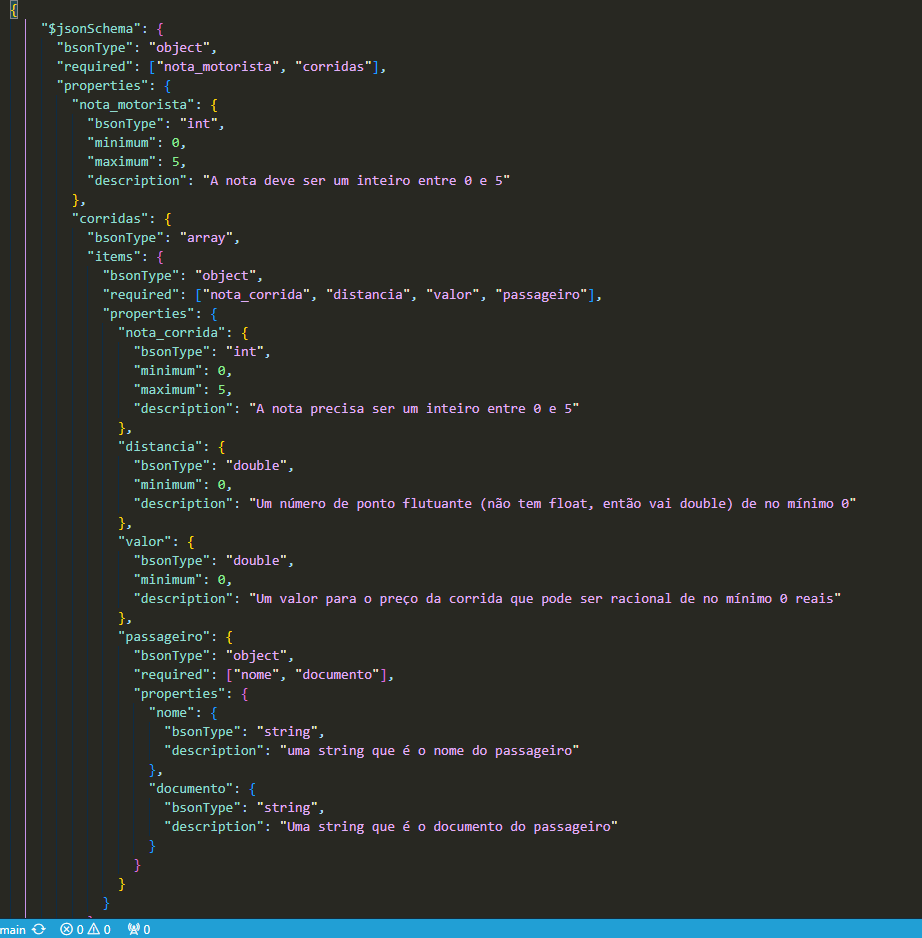 {
"$jsonSchema": {
"bsonType": "object",
"required": ["nota_motorista", "corridas"],
"properties": {
"nota_motorista": {
"bsonType": "int",
"minimum": 0,
"maximum": 5,
"description": "A nota deve ser um inteiro entre 0 e 5"
},
"corridas": {
"bsonType": "array",
"items": {
"bsonType": "object",
"required": ["nota_corrida", "distancia", "valor", "passageiro"],
"properties": {
"nota_corrida": {
"bsonType": "int",
"minimum": 0,
"maximum": 5,
"description": "A nota precisa ser um inteiro entre 0 e 5"
},
"distancia": {
"bsonType": "double",
"minimum": 0,
"description": "Um número de ponto flutuante (não tem float, então vai double) de no mínimo 0"
},
"valor": {
"bsonType": "double",
"minimum": 0,
"description": "Um valor para o preço da corrida que pode ser racional de no mínimo 0 reais"
},
"passageiro": {
"bsonType": "object",
"required": ["nome", "documento"],
"properties": {
"nome": {
"bsonType": "string",
"description": "uma string que é o nome do passageiro"
},
"documento": {
"bsonType": "string",
"description": "Uma string que é o documento do passageiro"
}
}
}
}
main 0 0 0